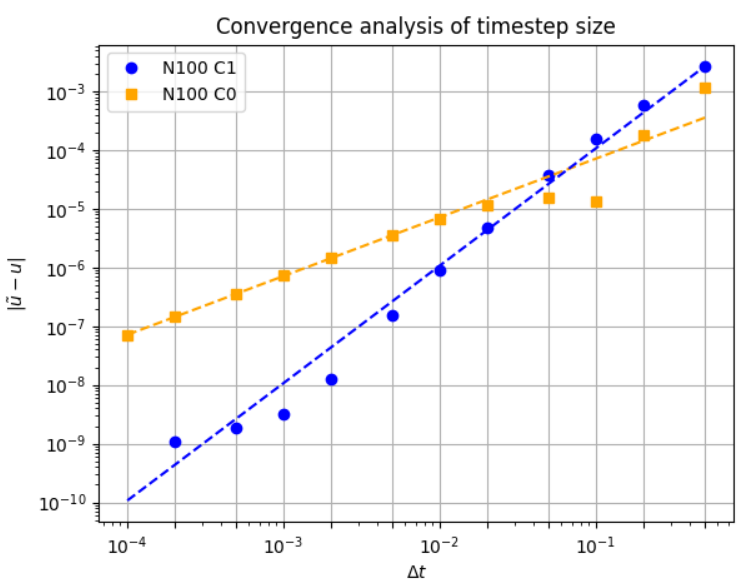 Convergence analysis of timestep size
N100 C1
N100 C0
10⁻³
10⁻⁴
10⁻⁵
10⁻⁶
10⁻⁷
10⁻⁸
10⁻⁹
10⁻¹⁰
|ũ − u|
10⁻⁴ 10⁻³ 10⁻² 10⁻¹
Δt